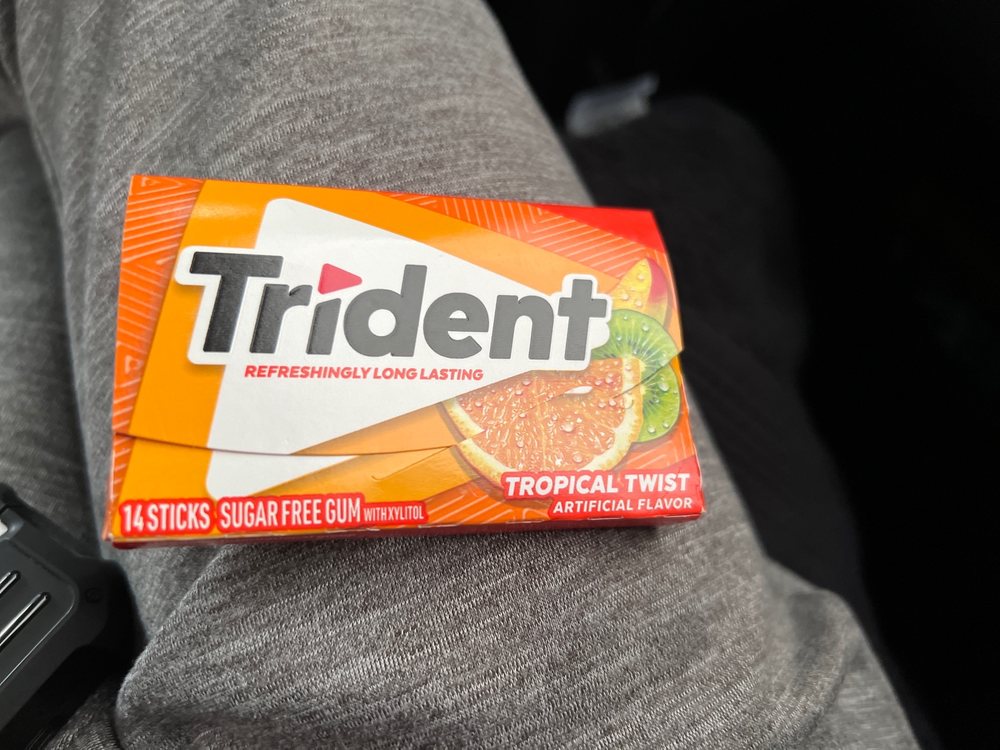 Trident
REFRESHINGLY LONG LASTING
TROPICAL TWIST
ARTIFICIAL FLAVOR
14 STICKS SUGAR FREE GUM WITH XYLITOL